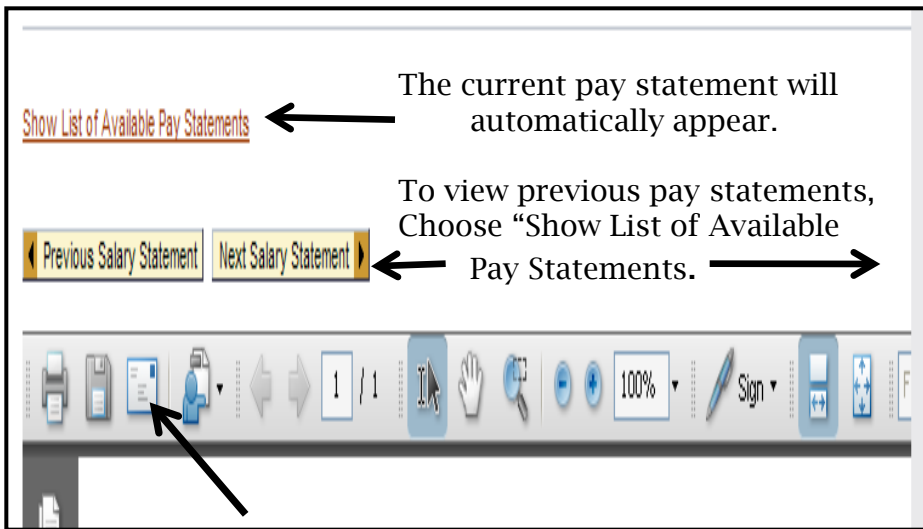 The current pay statement will
automatically appear.
Show List of Available Pay Statements
To view previous pay statements,
Choose “Show List of Available
Pay Statements.
Previous Salary Statement
Next Salary Statement
1 / 1
100%
Sign
F